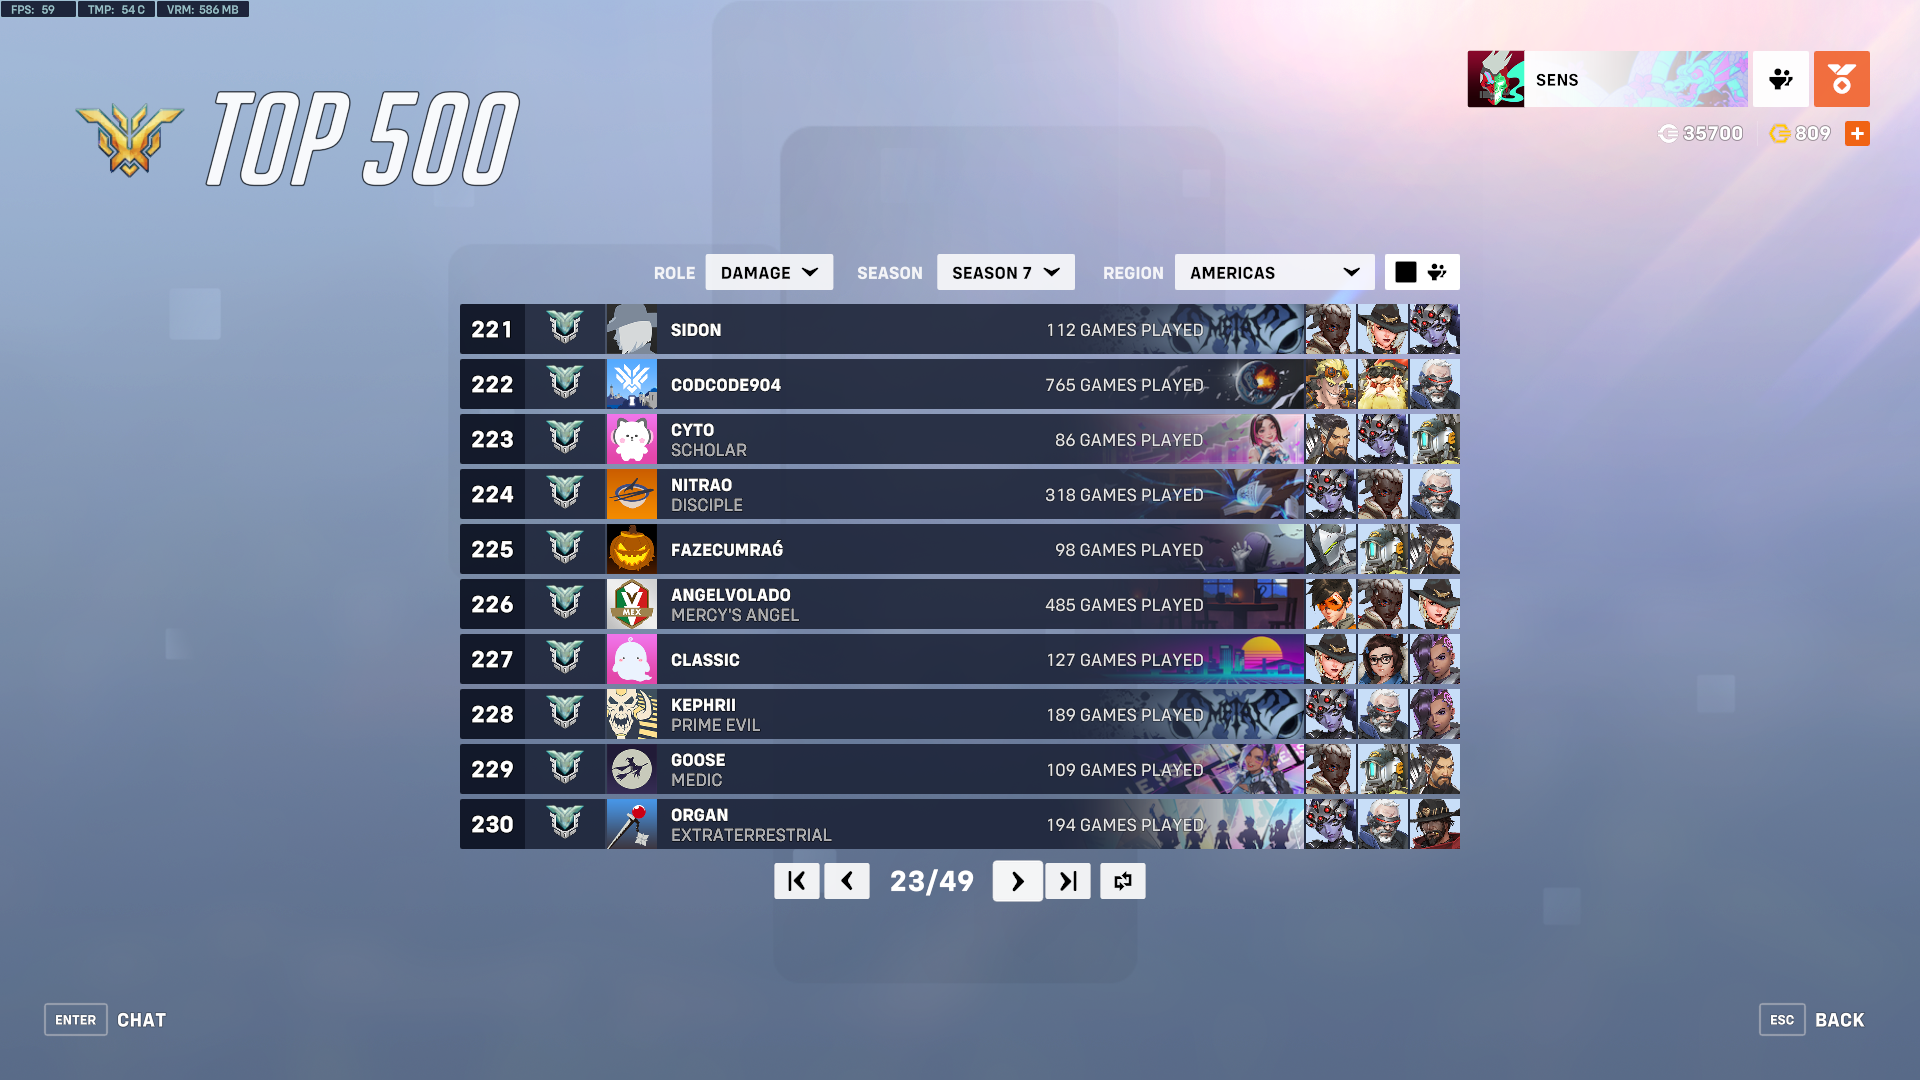 FPS: 59 TMP: 54 C VRM: 586 MB
TOP 500
SENS
35700 809
ROLE DAMAGE SEASON SEASON 7 REGION AMERICAS
221 SIDON 112 GAMES PLAYED
222 CODCODE904 765 GAMES PLAYED
223 CYTO 86 GAMES PLAYED
SCHOLAR
224 NITRAO 318 GAMES PLAYED
DISCIPLE
225 FAZECUMRAǴ 98 GAMES PLAYED
MEX
226 ANGELVOLADO 485 GAMES PLAYED
MERCY'S ANGEL
227 CLASSIC 127 GAMES PLAYED
228 KEPHRII 189 GAMES PLAYED
PRIME EVIL
229 GOOSE 109 GAMES PLAYED
MEDIC
230 ORGAN 194 GAMES PLAYED
EXTRATERRESTRIAL
23/49
ENTER CHAT
ESC BACK